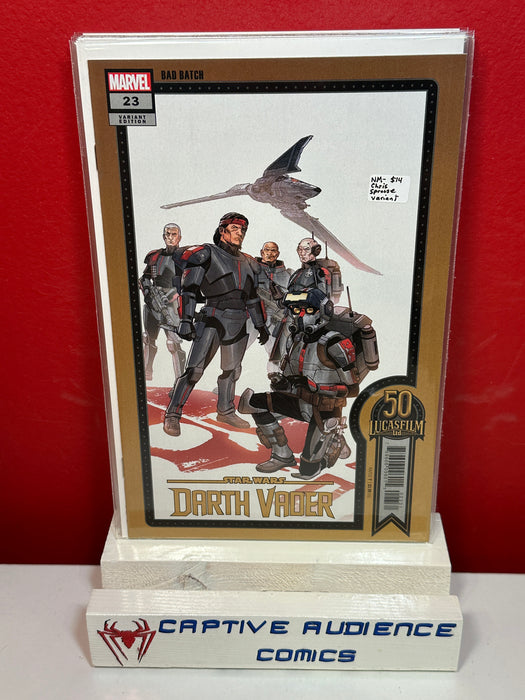 BAD BATCH
MARVEL
23
VARIANT
EDITION
NM- $14
Chris
Sprouse
Variant
50
LUCASFILM
Ltd
STAR WARS
DARTH VADER
CAPTIVE AUDIENCE
COMICS